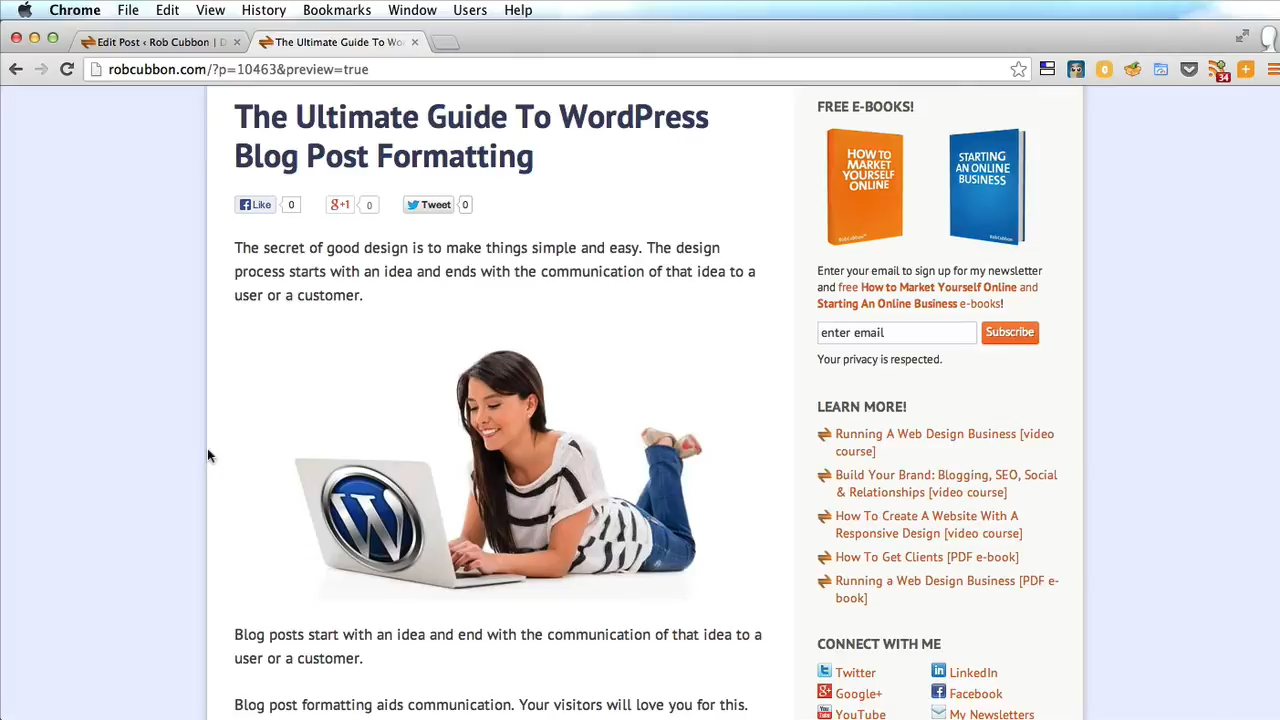 Chrome File Edit View History Bookmarks Window Users Help
Edit Post ‹ Rob Cubbon | D
The Ultimate Guide To Wo
robcubbon.com/?p=10463&preview=true
34
The Ultimate Guide To WordPress
Blog Post Formatting
Like 0 +1 0 Tweet 0
The secret of good design is to make things simple and easy. The design
process starts with an idea and ends with the communication of that idea to a
user or a customer.
W
Blog posts start with an idea and end with the communication of that idea to a
user or a customer.
Blog post formatting aids communication. Your visitors will love you for this.
FREE E-BOOKS!
HOW TO
MARKET
YOURSELF
ONLINE
RobCubbon
STARTING
AN ONLINE
BUSINESS
RobCubbon
Enter your email to sign up for my newsletter
and free How to Market Yourself Online and
Starting An Online Business e-books!
enter email Subscribe
Your privacy is respected.
LEARN MORE!
Running A Web Design Business [video
course]
Build Your Brand: Blogging, SEO, Social
& Relationships [video course]
How To Create A Website With A
Responsive Design [video course]
How To Get Clients [PDF e-book]
Running a Web Design Business [PDF e-
book]
CONNECT WITH ME
Twitter LinkedIn
Google+ Facebook
YouTube My Newsletters